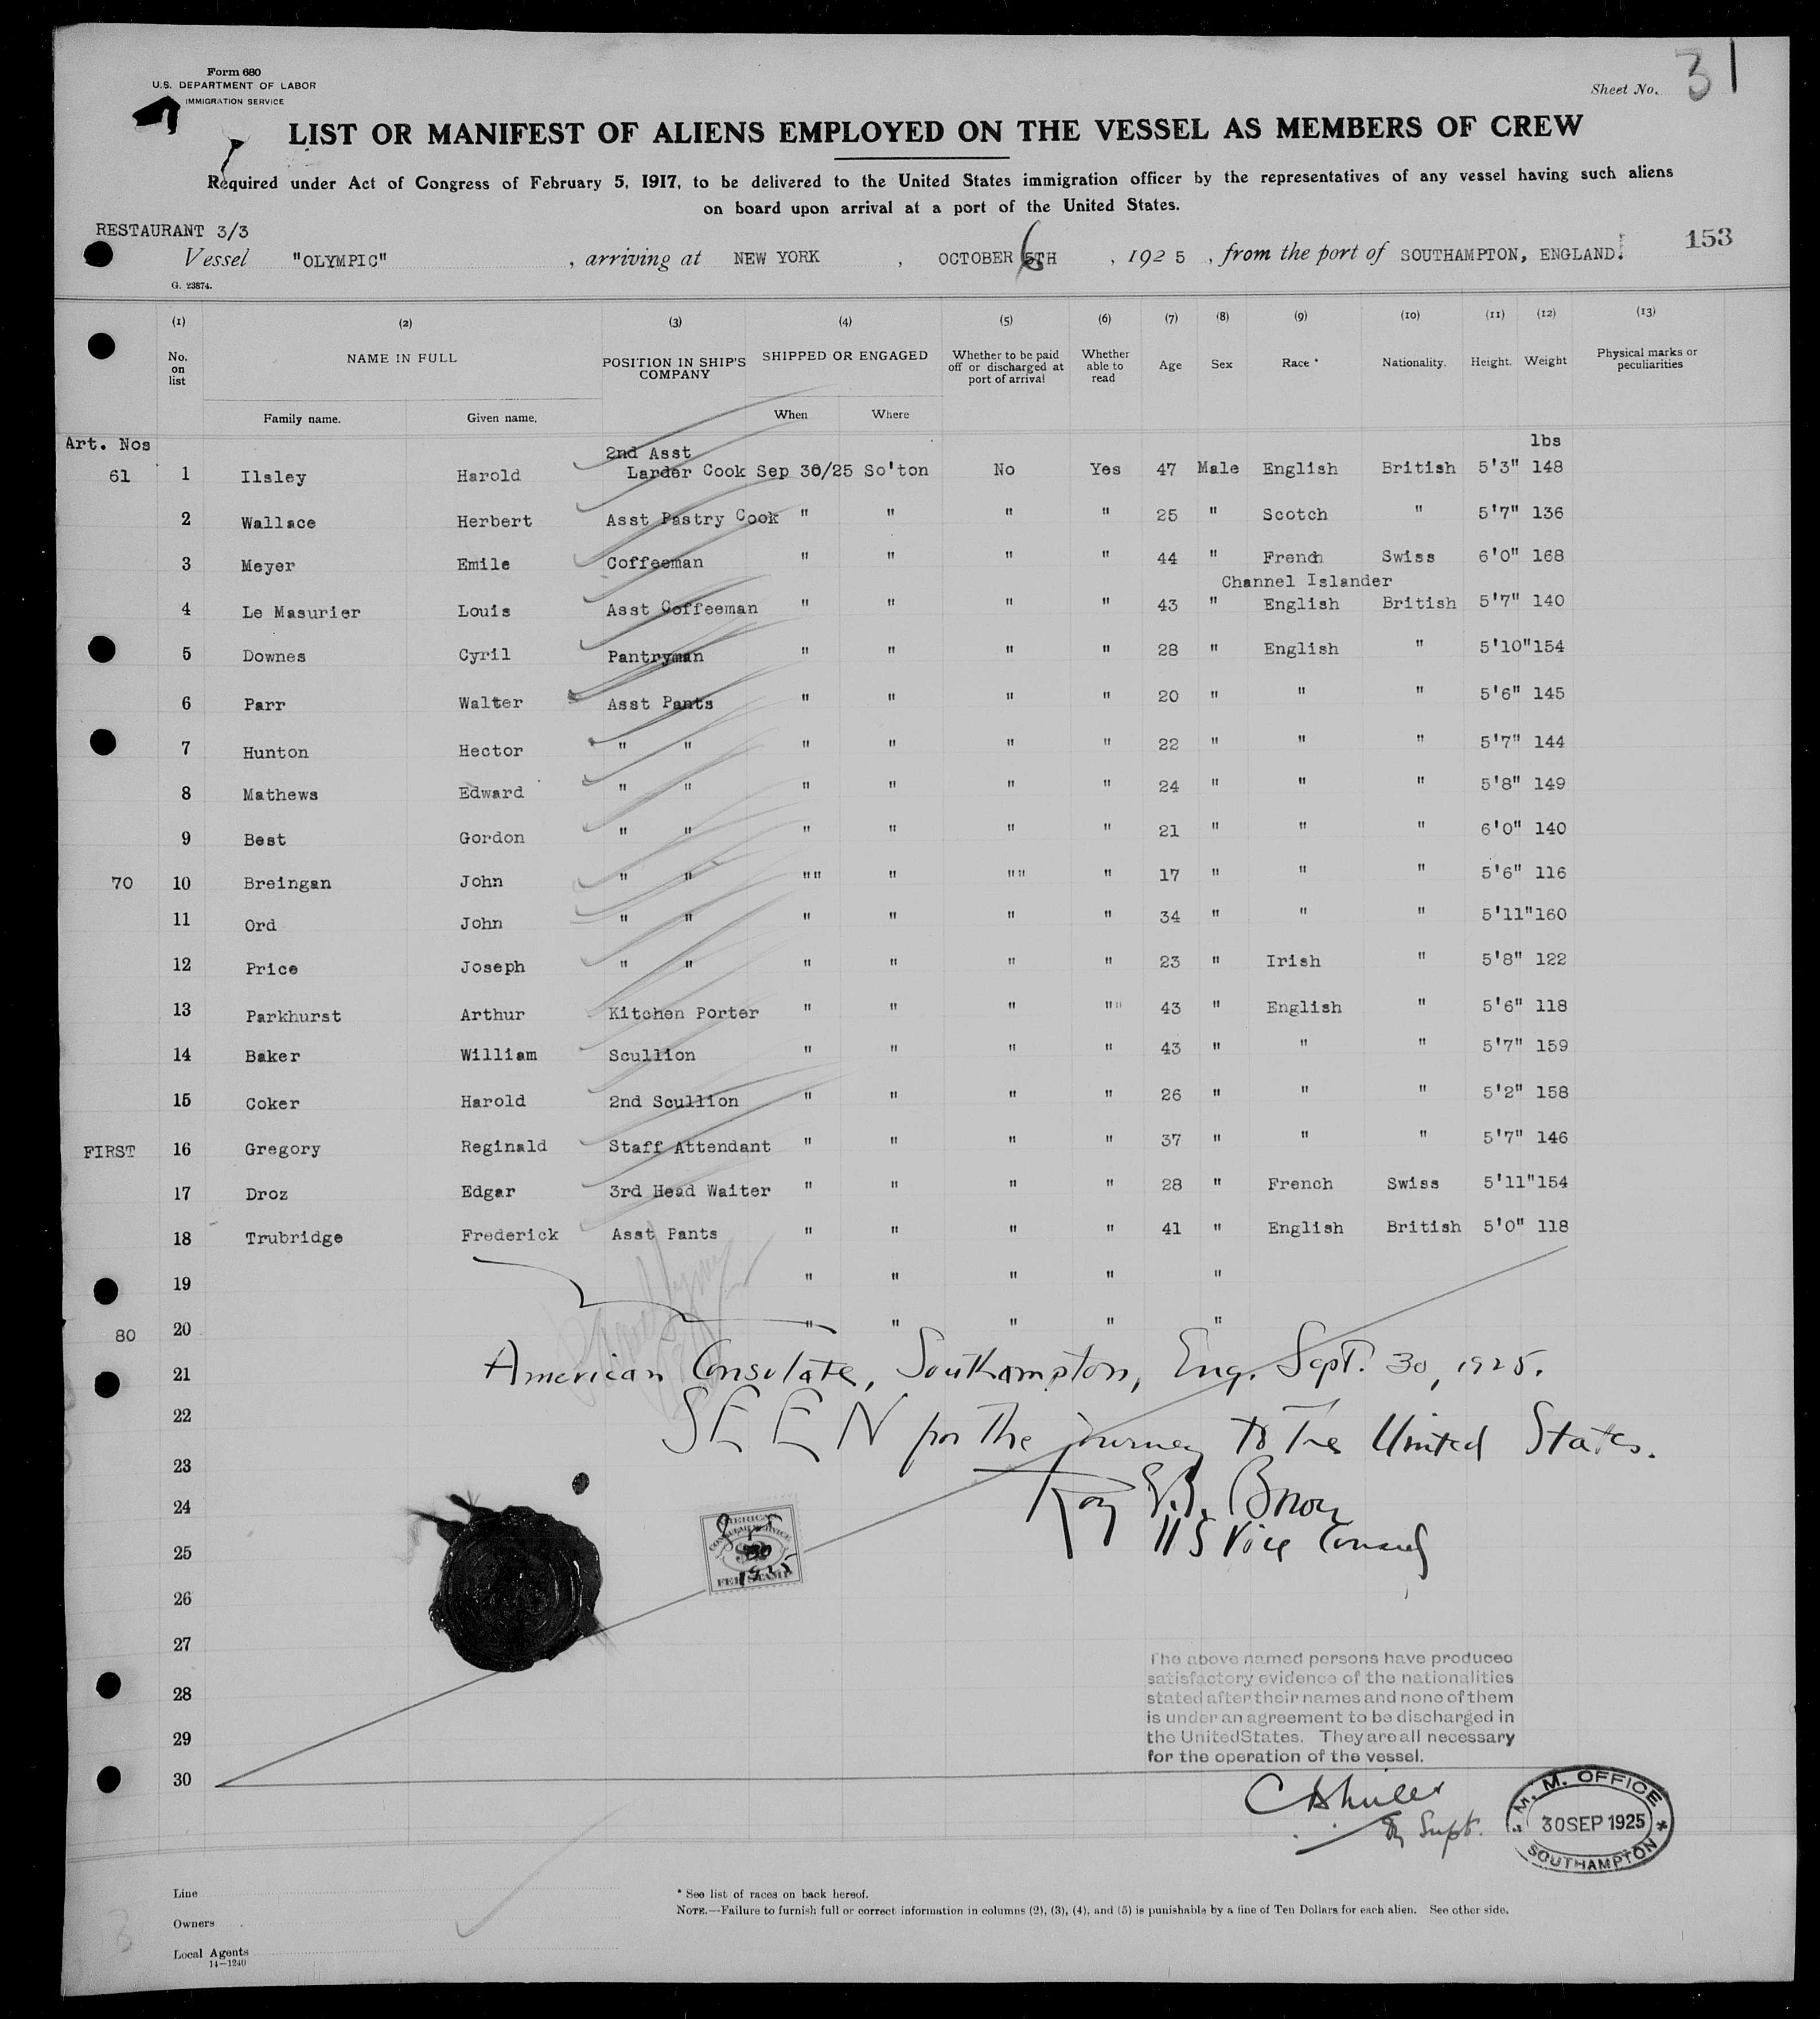 Form 680
U.S. DEPARTMENT OF LABOR
IMMIGRATION SERVICE
Sheet No. 31
LIST OR MANIFEST OF ALIENS EMPLOYED ON THE VESSEL AS MEMBERS OF CREW
Required under Act of Congress of February 5, 1917, to be delivered to the United States immigration officer by the representatives of any vessel having such aliens
on board upon arrival at a port of the United States.
RESTAURANT 3/3
153
Vessel "OLYMPIC" , arriving at NEW YORK , OCTOBER 6TH , 1925 , from the port of SOUTHAMPTON, ENGLAND.
G. 23874.
(1) (2) (3) (4) (5) (6) (7) (8) (9) (10) (11) (12) (13)
No. on list NAME IN FULL POSITION IN SHIP'S COMPANY SHIPPED OR ENGAGED Whether to be paid off or discharged at port of arrival Whether able to read Age Sex Race * Nationality. Height. Weight Physical marks or peculiarities
Family name. Given name. When Where
Art. Nos 2nd Asst lbs
61 1 Ilsley Harold Larder Cook Sep 30/25 So'ton No Yes 47 Male English British 5'3" 148
2 Wallace Herbert Asst Pastry Cook " " " " 25 " Scotch " 5'7" 136
3 Meyer Emile Coffeeman " " " " 44 " French Swiss 6'0" 168
Channel Islander
4 Le Masurier Louis Asst Coffeeman " " " " 43 " English British 5'7" 140
5 Downes Cyril Pantryman " " " " 28 " English " 5'10" 154
6 Parr Walter Asst Pants " " " " 20 " " " 5'6" 145
7 Hunton Hector " " " " " " 22 " " " 5'7" 144
8 Mathews Edward " " " " " " 24 " " " 5'8" 149
9 Best Gordon " " " " " " 21 " " " 6'0" 140
70 10 Breingan John " " "" " "" " 17 " " " 5'6" 116
11 Ord John " " " " " " 34 " " " 5'11" 160
12 Price Joseph " " " " " " 23 " Irish " 5'8" 122
13 Parkhurst Arthur Kitchen Porter " " " "" 43 " English " 5'6" 118
14 Baker William Scullion " " " " 43 " " " 5'7" 159
15 Coker Harold 2nd Scullion " " " " 26 " " " 5'2" 158
FIRST 16 Gregory Reginald Staff Attendant " " " " 37 " " " 5'7" 146
17 Droz Edgar 3rd Head Waiter " " " " 28 " French Swiss 5'11" 154
18 Trubridge Frederick Asst Pants " " " " 41 " English British 5'0" 118
19 " " " " "
80 20 " " " " "
21 American Consulate, Southampton, Eng. Sept. 30, 1925.
22 SEEN for the journey to the United States.
23
24 Roy
25 U S Vice Consul
AMERICAN
CONSULAR SERVICE
FEE STAMP
26
27
28
29
30
The above named persons have produced
satisfactory evidence of the nationalities
stated after their names and none of them
is under an agreement to be discharged in
the United States. They are all necessary
for the operation of the vessel.
Supt.
M. M. OFFICE
30 SEP 1925
SOUTHAMPTON
Line
Owners
Local Agents
14—1240
* See list of races on back hereof.
NOTE.—Failure to furnish full or correct information in columns (2), (3), (4), and (5) is punishable by a fine of Ten Dollars for each alien. See other side.
3